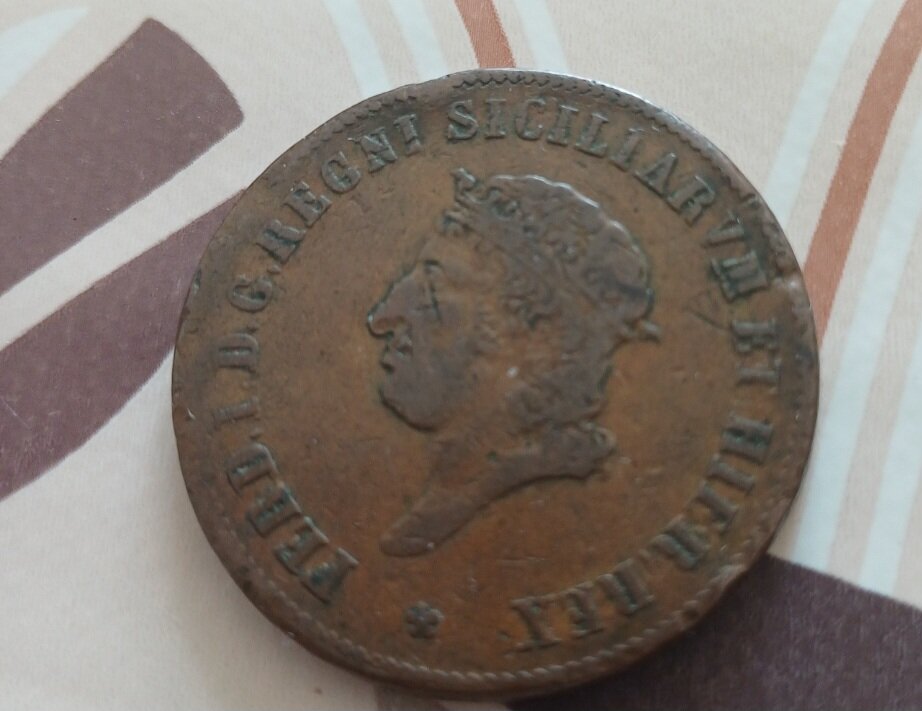 FERD. I. D. G. REGNI SICILIARVM ET HIER. REX